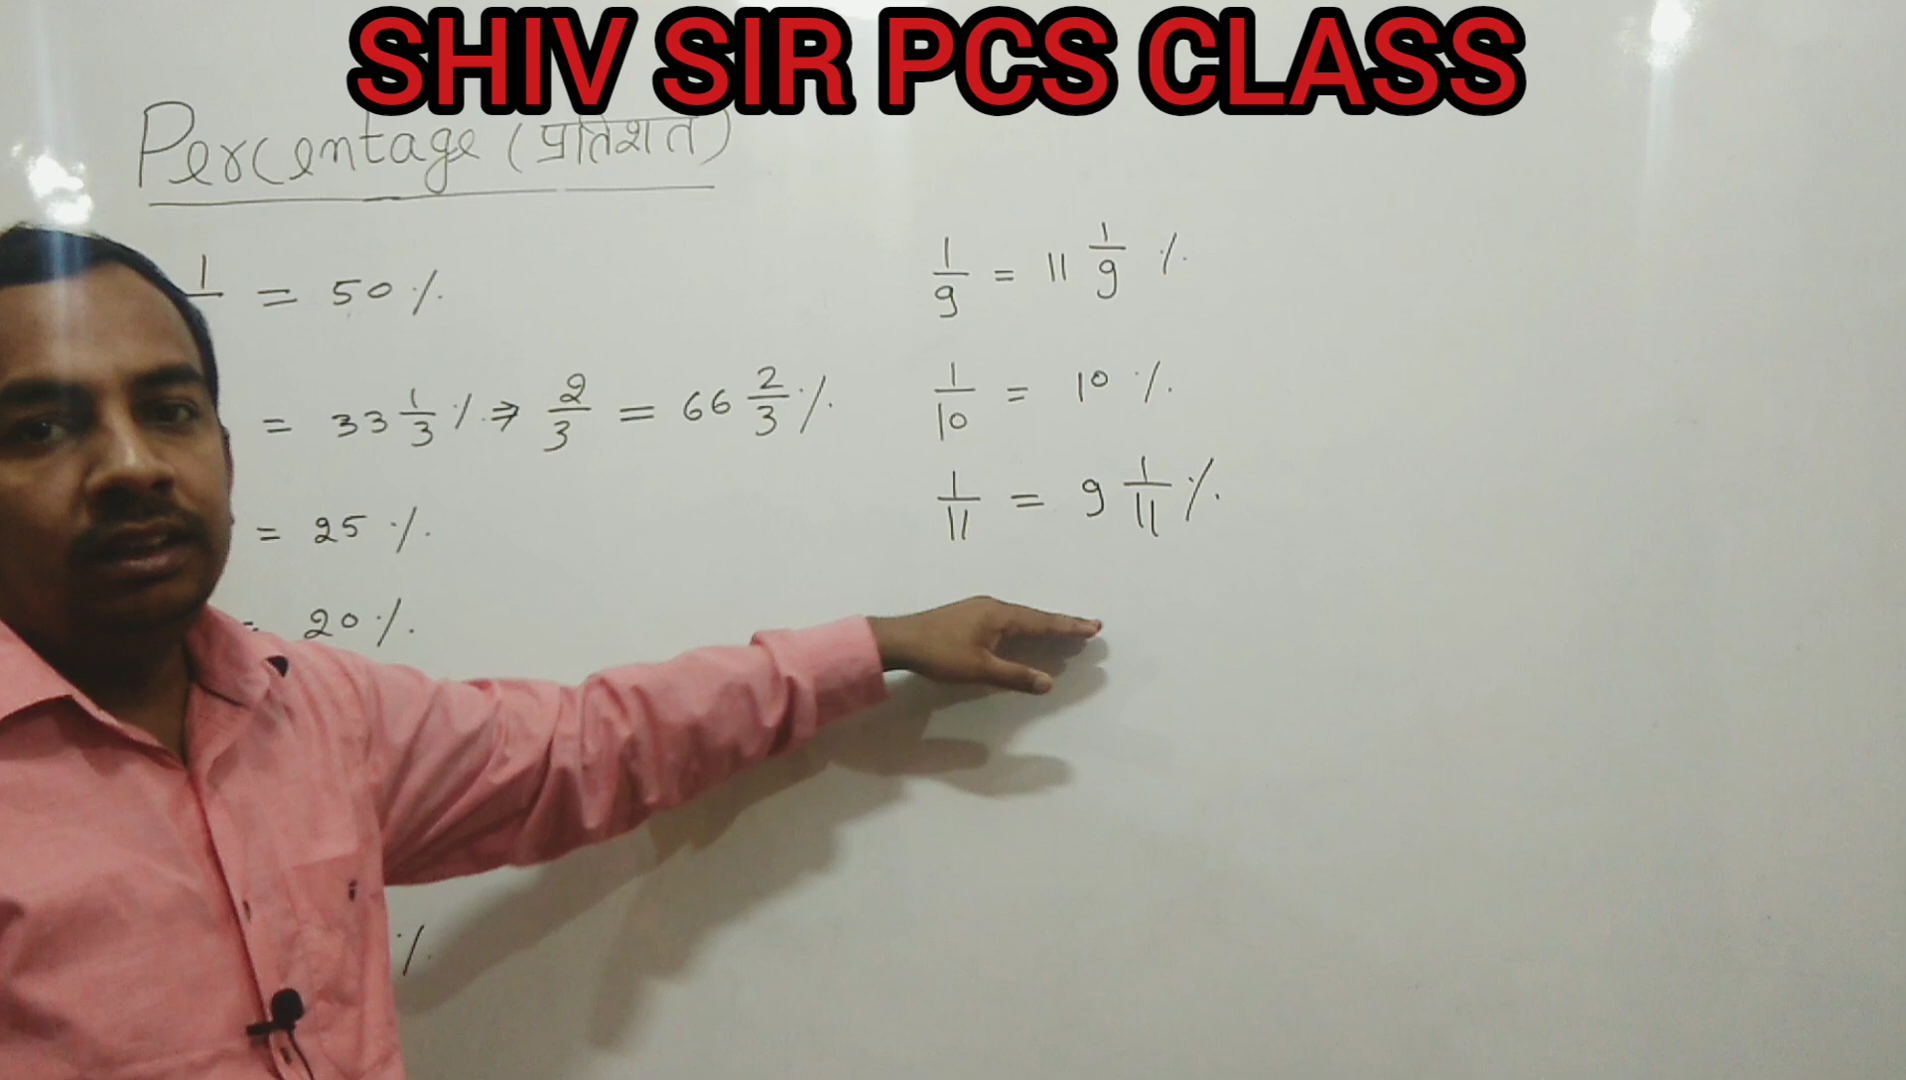 SHIV SIR PCS CLASS
Percentage (प्रतिशत)
1/ = 50 %
= 33 1/3 % ⇒ 2/3 = 66 2/3 %
= 25 %
= 20 %
%
1/9 = 11 1/9 %
1/10 = 10 %
1/11 = 9 1/11 %